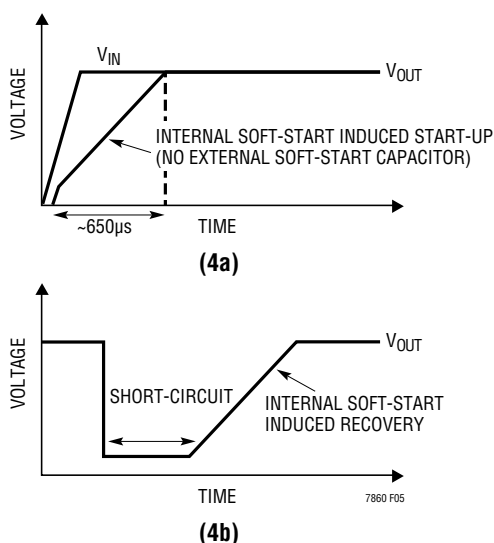 VOLTAGE
V_IN
V_OUT
INTERNAL SOFT-START INDUCED START-UP
(NO EXTERNAL SOFT-START CAPACITOR)
~650µs
TIME
(4a)
VOLTAGE
V_OUT
SHORT-CIRCUIT
INTERNAL SOFT-START
INDUCED RECOVERY
TIME
7860 F05
(4b)